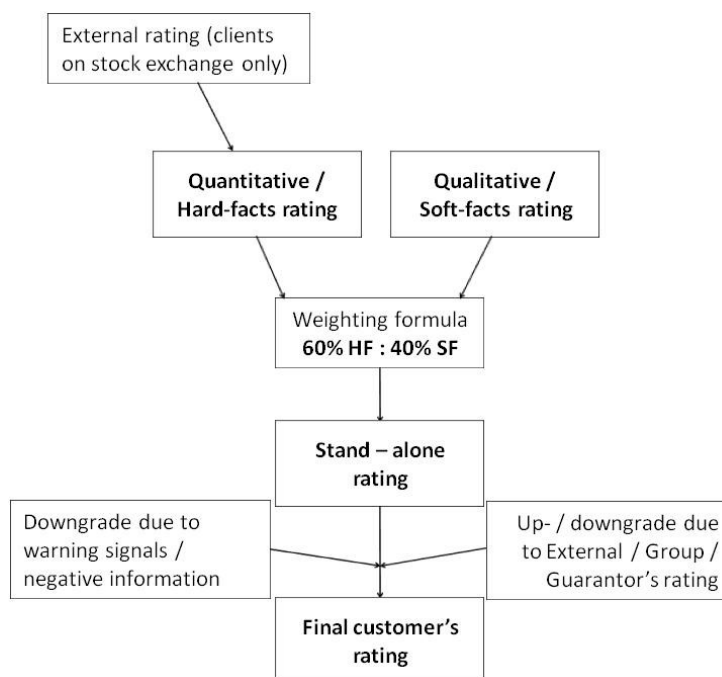 External rating (clients
on stock exchange only)
Quantitative /
Hard-facts rating
Qualitative /
Soft-facts rating
Weighting formula
60% HF : 40% SF
Stand – alone
rating
Downgrade due to
warning signals /
negative information
Up- / downgrade due
to External / Group /
Guarantor’s rating
Final customer’s
rating